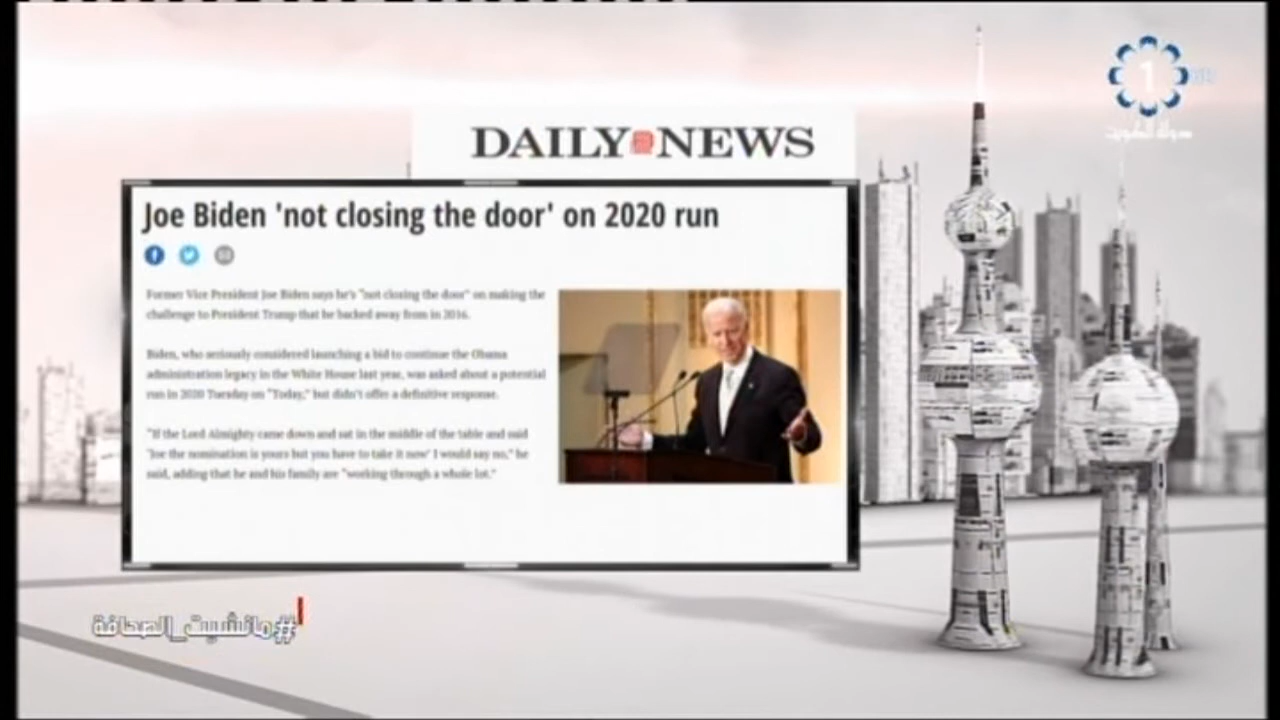 1
دولة الكويت
DAILY NEWS
Joe Biden 'not closing the door' on 2020 run
Former Vice President Joe Biden says he's "not closing the door" on making the
challenge to President Trump that he backed away from in 2016.
Biden, who seriously considered launching a bid to continue the Obama
administration legacy in the White House last year, was asked about a potential
run in 2020 Tuesday on "Today," but didn't offer a definitive response.
"If the Lord Almighty came down and sat in the middle of the table and said
'Joe the nomination is yours but you have to take it now' I would say no," he
said, adding that he and his family are "working through a whole lot."
#مانشيت_الصحافة